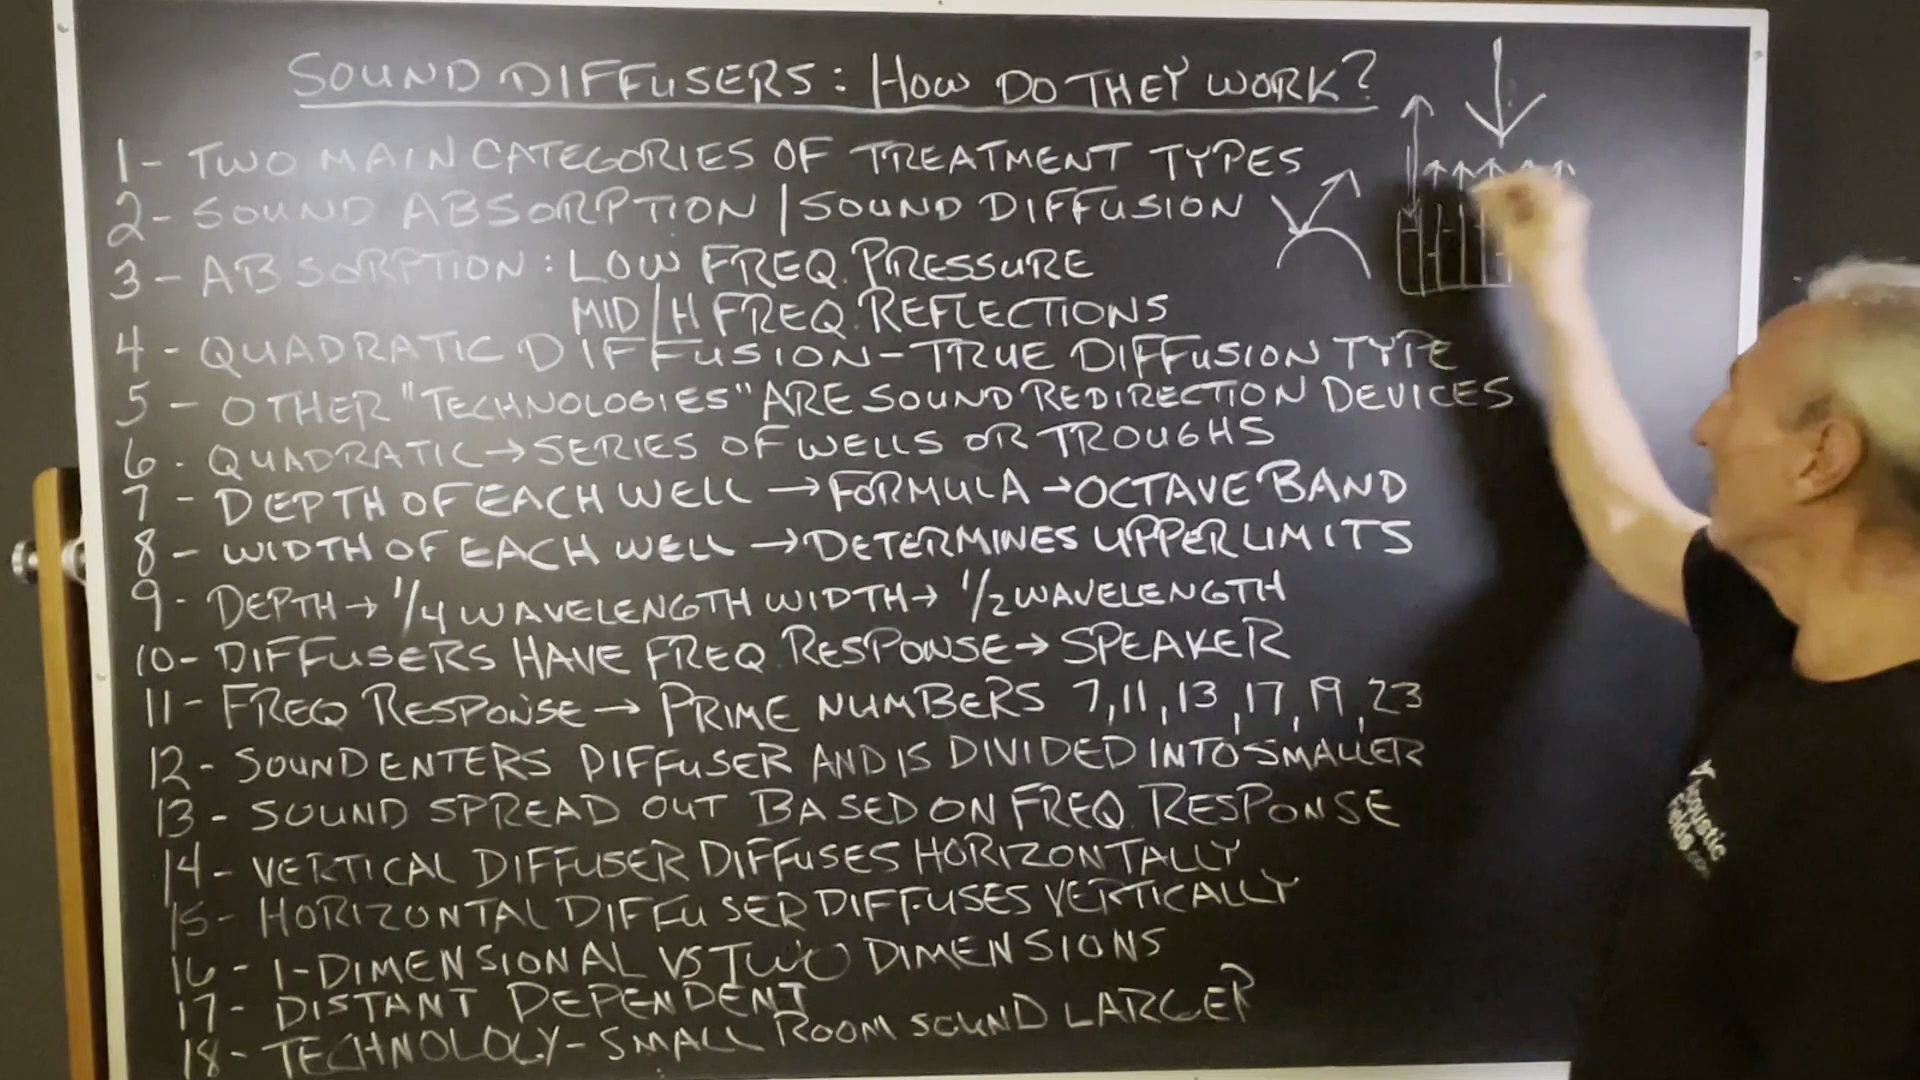 SOUND DIFFUSERS: HOW DO THEY WORK?
1- TWO MAIN CATEGORIES OF TREATMENT TYPES
2- SOUND ABSORPTION / SOUND DIFFUSION
3- ABSORPTION: LOW FREQ. PRESSURE
MID/H FREQ. REFLECTIONS
4- QUADRATIC DIFFUSION-TRUE DIFFUSION TYPE
5- OTHER "TECHNOLOGIES" ARE SOUND REDIRECTION DEVICES
6- QUADRATIC→SERIES OF WELLS OR TROUGHS
7- DEPTH OF EACH WELL→FORMULA→OCTAVE BAND
8- WIDTH OF EACH WELL→DETERMINES UPPER LIMITS
9- DEPTH→1/4 WAVELENGTH WIDTH→1/2 WAVELENGTH
10- DIFFUSERS HAVE FREQ. RESPONSE→SPEAKER
11- FREQ RESPONSE→PRIME NUMBERS 7,11,13,17,19,23
12- SOUND ENTERS DIFFUSER AND IS DIVIDED INTO SMALLER
13- SOUND SPREAD OUT BASED ON FREQ. RESPONSE
14- VERTICAL DIFFUSER DIFFUSES HORIZONTALLY
15- HORIZONTAL DIFFUSER DIFFUSES VERTICALLY
16- 1-DIMENSIONAL VS TWO DIMENSIONS
17- DISTANT DEPENDENT
18- TECHNOLOLOGY-SMALL ROOM SOUND LARGER
Acoustic
Fields.com